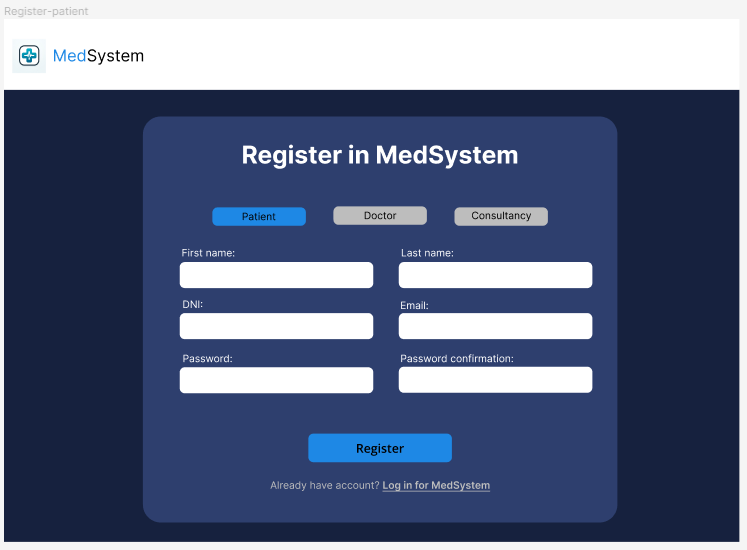 Register-patient
MedSystem
Register in MedSystem
Patient Doctor Consultancy
First name: Last name:
DNI: Email:
Password: Password confirmation:
Register
Already have account? Log in for MedSystem